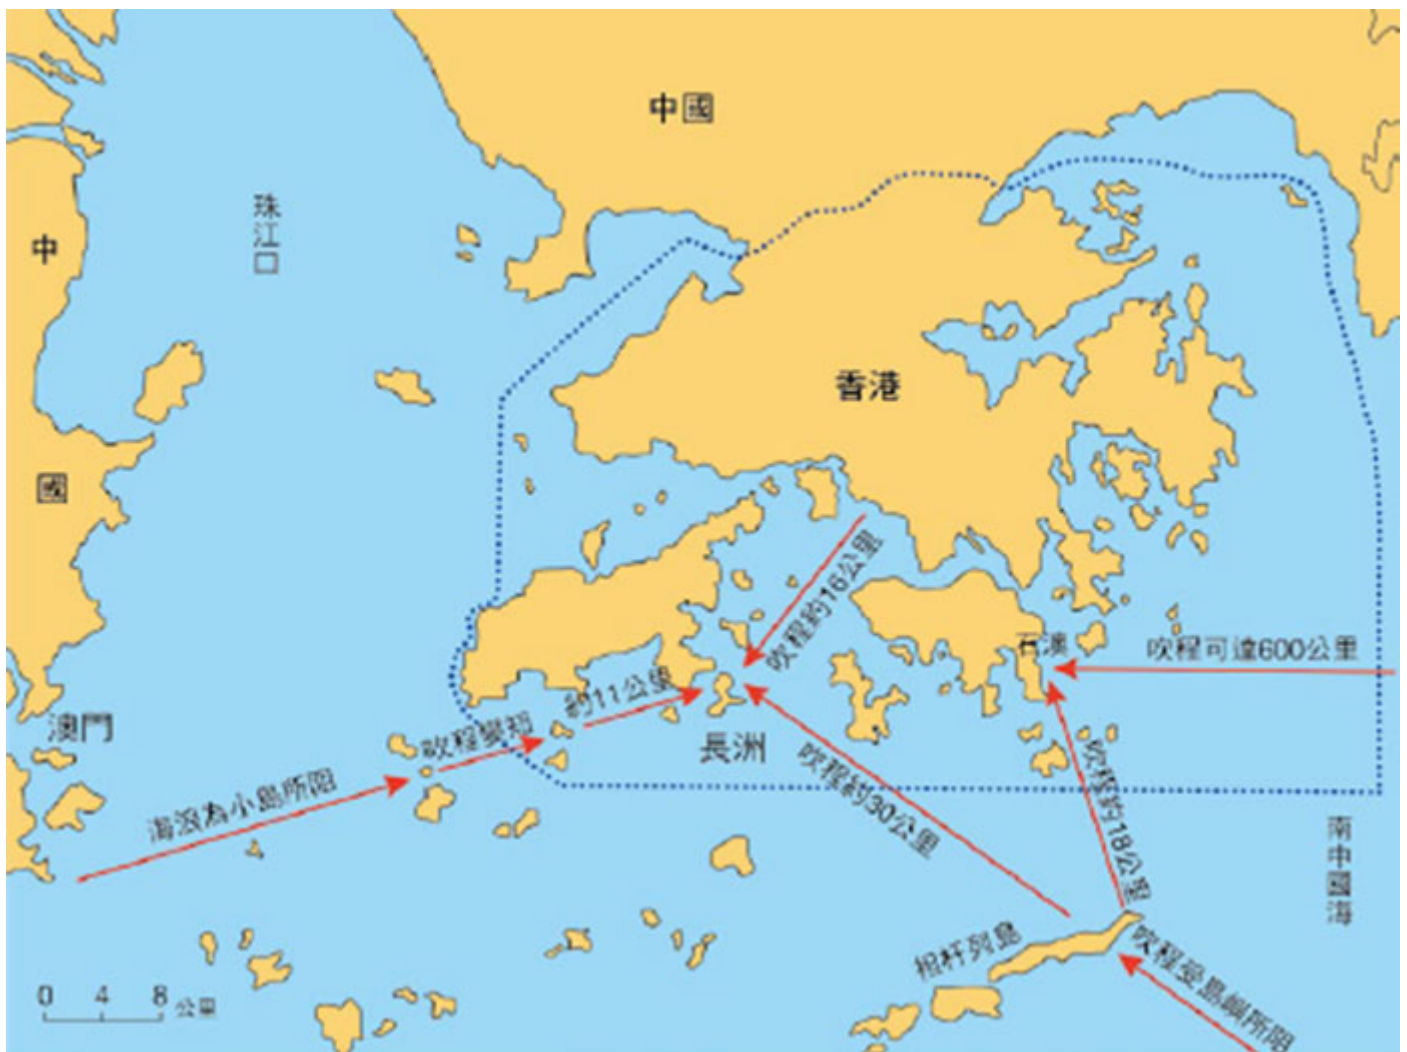 中國
珠江口
中國
香港
吹程約16公里
石澳
吹程可達600公里
約11公里
吹程變短
澳門
長洲
海浪為小島所阻
吹程約30公里
吹程約18公里
南中國海
担杆列島
吹程受島嶼所阻
0 4 8 公里